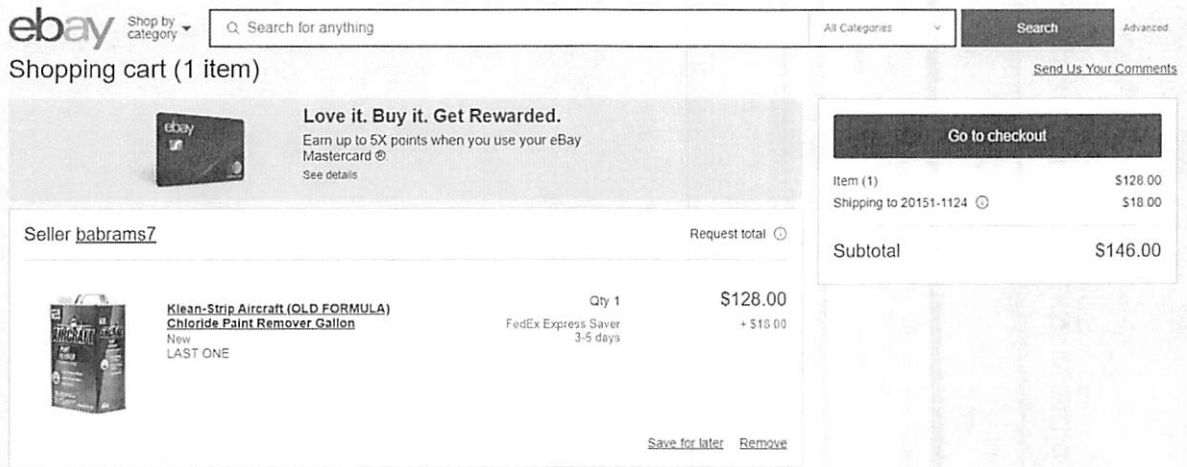 ebay
Shop by
category
Search for anything
All Categories
Search
Advanced
Shopping cart (1 item)
Send Us Your Comments
ebay
Love it. Buy it. Get Rewarded.
Earn up to 5X points when you use your eBay
Mastercard ®
See details
Go to checkout
Item (1) $128.00
Shipping to 20151-1124 $18.00
Subtotal $146.00
Seller babrams7
Request total
AIRCRAFT
Klean-Strip Aircraft (OLD FORMULA)
Chloride Paint Remover Gallon
New
LAST ONE
Qty 1
FedEx Express Saver
3-5 days
$128.00
+ $18.00
Save for later Remove